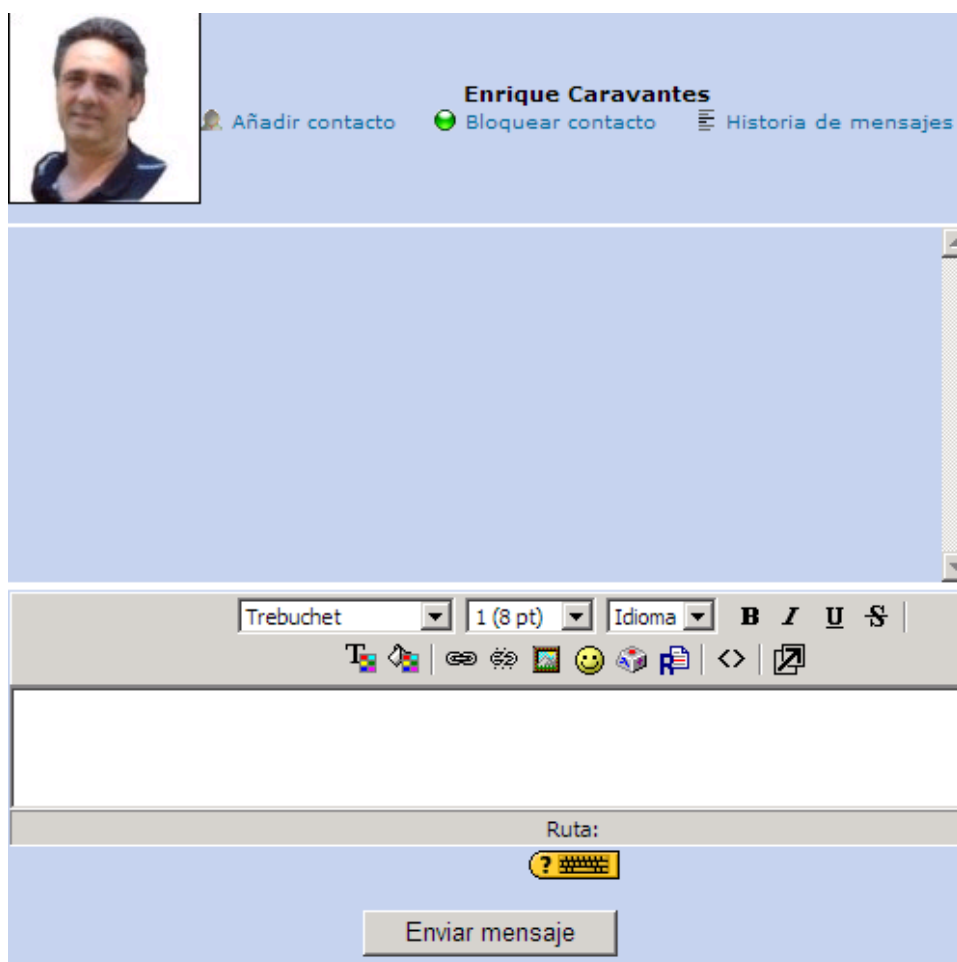 Enrique Caravantes
Añadir contacto Bloquear contacto Historia de mensajes
Trebuchet 1 (8 pt) Idioma B I U S
Ruta:
?
Enviar mensaje